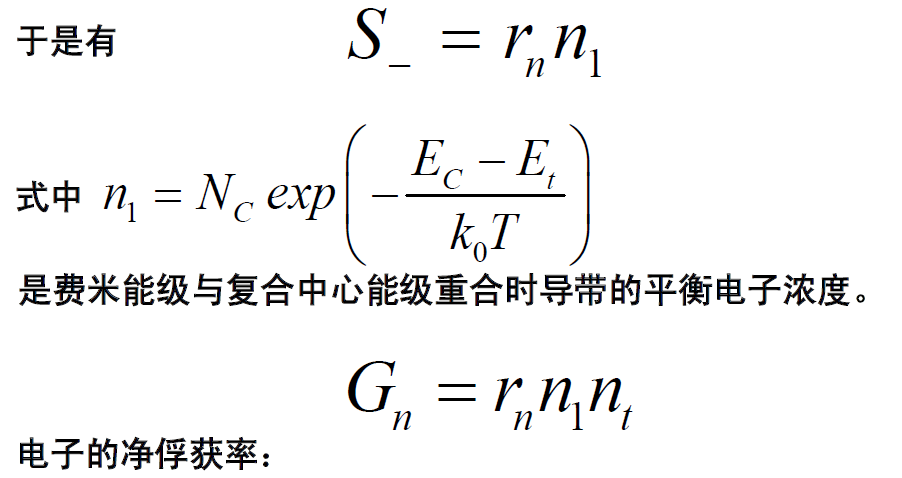 于是有 S_- = r_n n_1
式中 n_1 = N_C exp(-\frac{E_C - E_t}{k_0 T})
是费米能级与复合中心能级重合时导带的平衡电子浓度。
G_n = r_n n_1 n_t
电子的净俘获率：